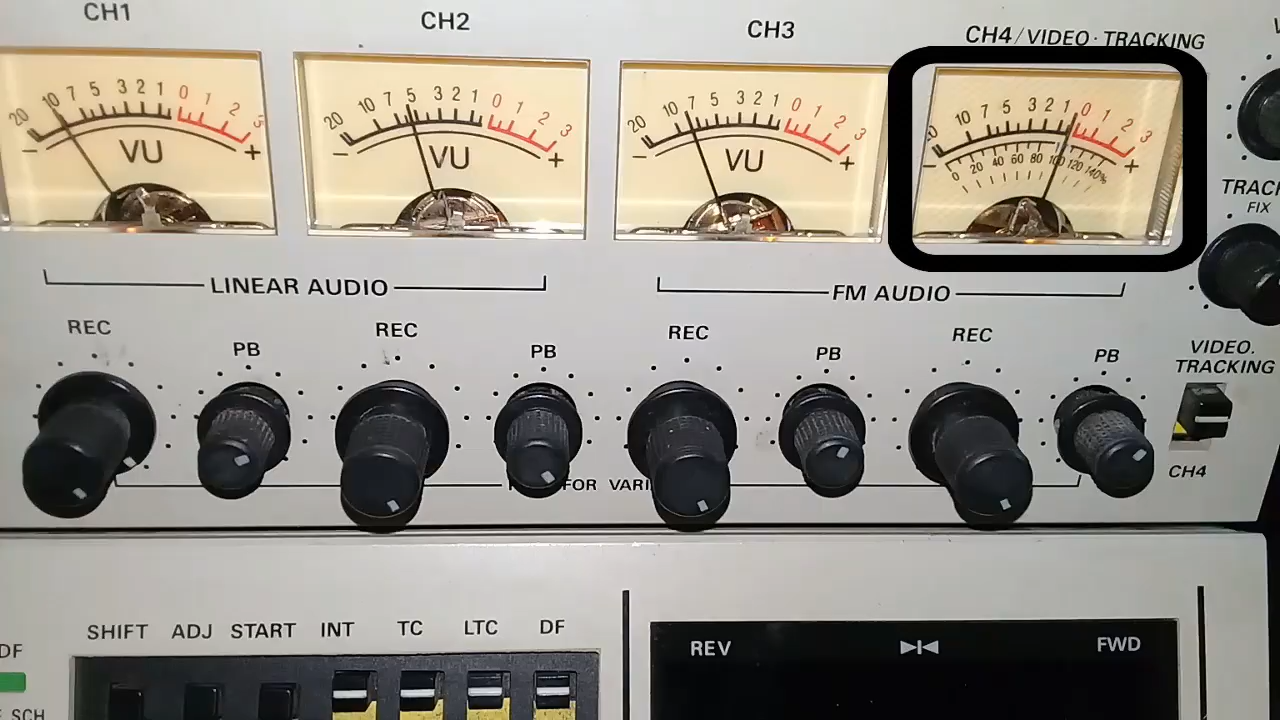 CH1
CH2
CH3
CH4/VIDEO·TRACKING
20 10 7 5 3 2 1 0 1 2 3
- VU +
20 10 7 5 3 2 1 0 1 2 3
- VU +
20 10 7 5 3 2 1 0 1 2 3
- VU +
10 7 5 3 2 1 0 1 2 3
- +
0 20 40 60 80 100 120 140%
TRACK
FIX
LINEAR AUDIO
FM AUDIO
REC
PB
REC
PB
REC
PB
REC
PB
VIDEO.
TRACKING
FOR
CH4
SHIFT
ADJ
START
INT
TC
LTC
DF
DF
SCH
REV
FWD